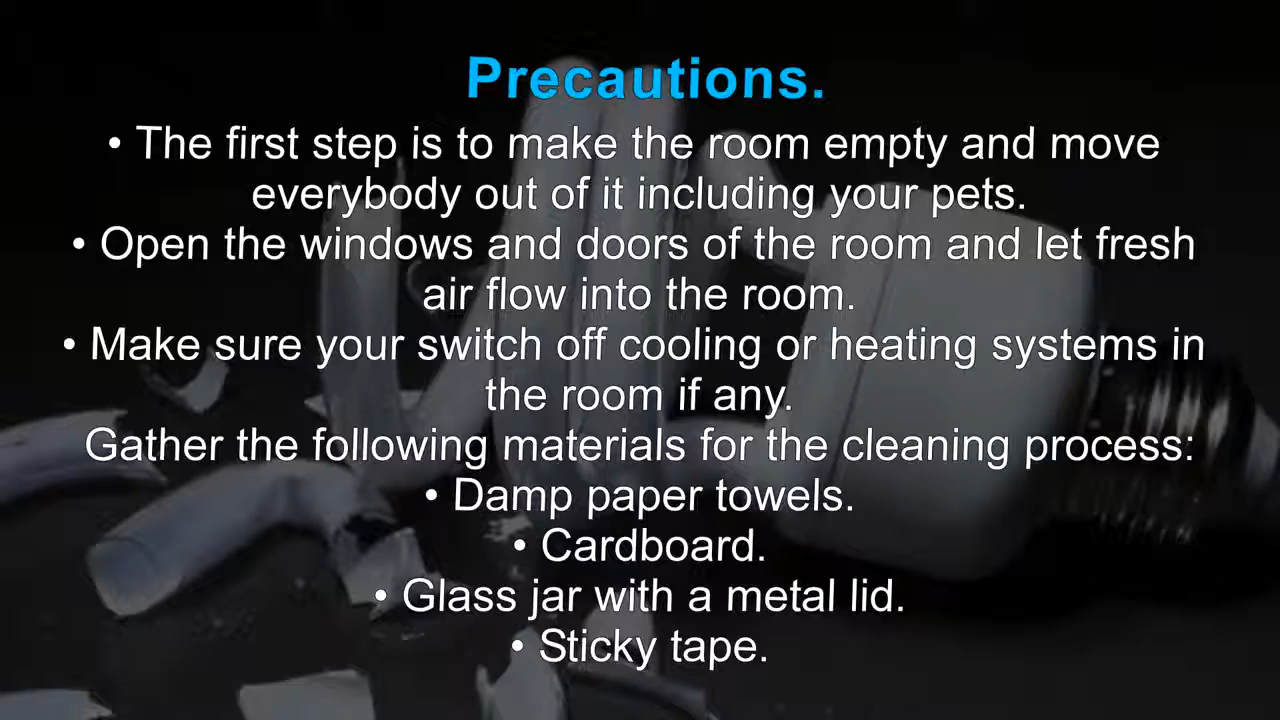 Precautions.
• The first step is to make the room empty and move
everybody out of it including your pets.
• Open the windows and doors of the room and let fresh
air flow into the room.
• Make sure your switch off cooling or heating systems in
the room if any.
Gather the following materials for the cleaning process:
• Damp paper towels.
• Cardboard.
• Glass jar with a metal lid.
• Sticky tape.